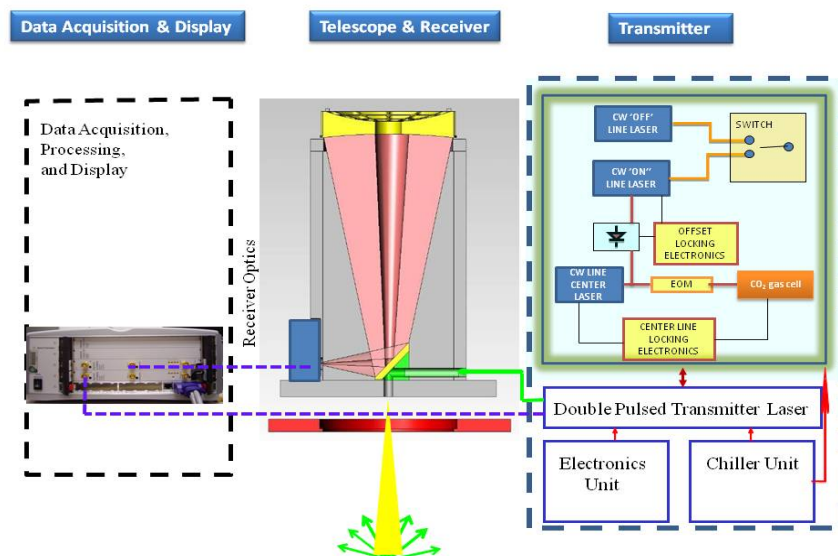 Data Acquisition & Display
Telescope & Receiver
Transmitter
Data Acquisition,
Processing,
and Display
Receiver Optics
CW 'OFF'
LINE LASER
SWITCH
CW 'ON"
LINE LASER
OFFSET
LOCKING
ELECTRONICS
CW LINE
CENTER
LASER
EOM
CO₂ gas cell
CENTER LINE
LOCKING
ELECTRONICS
Double Pulsed Transmitter Laser
Electronics
Unit
Chiller Unit